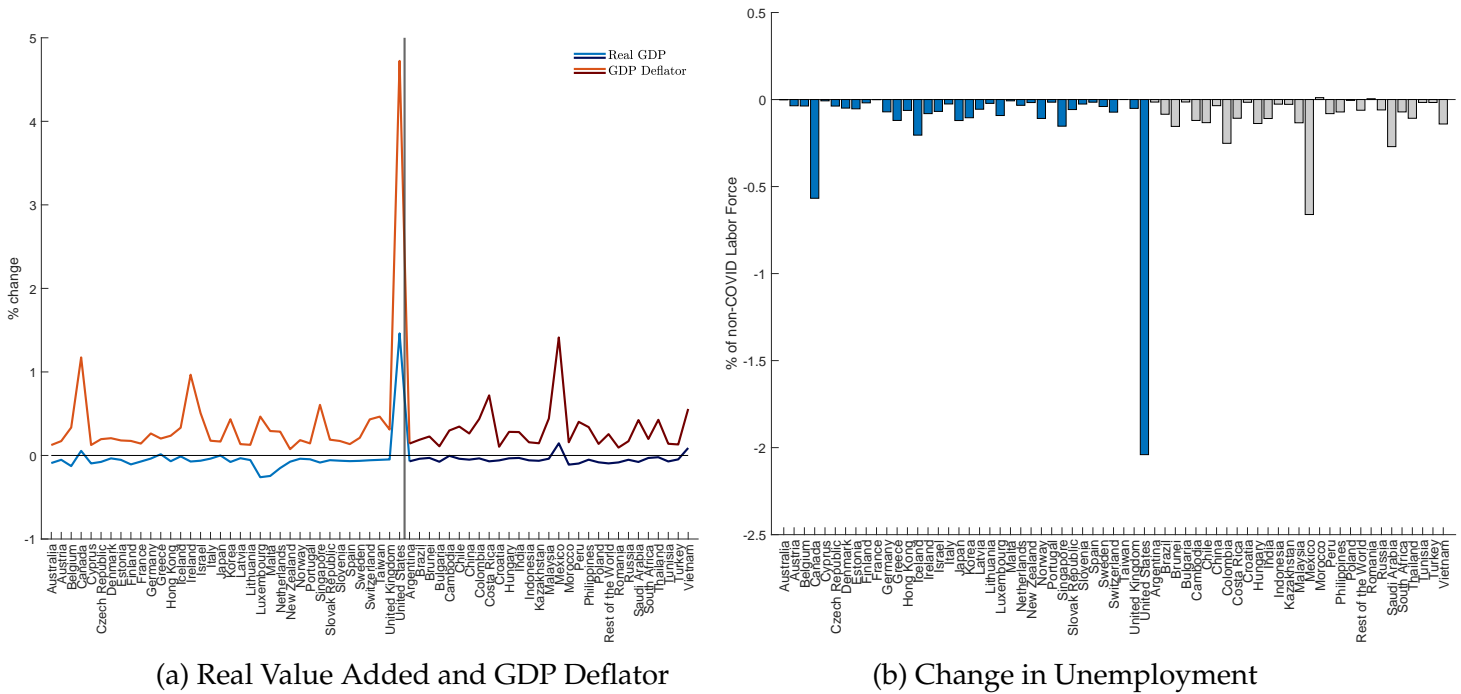 5
4
3
2
1
0
-1
% change
Real GDP
GDP Deflator
Australia
Austria
Belgium
Canada
Cyprus
Czech Republic
Denmark
Estonia
Finland
France
Germany
Greece
Hong Kong
Iceland
Ireland
Israel
Italy
Japan
Korea
Latvia
Lithuania
Luxembourg
Malta
Netherlands
New Zealand
Norway
Portugal
Singapore
Slovak Republic
Slovenia
Spain
Sweden
Switzerland
Taiwan
United Kingdom
United States
Argentina
Brazil
Brunei
Bulgaria
Cambodia
Chile
China
Colombia
Costa Rica
Croatia
Hungary
India
Indonesia
Kazakhstan
Malaysia
Mexico
Morocco
Peru
Philippines
Poland
Rest of the World
Romania
Russia
Saudi Arabia
South Africa
Thailand
Tunisia
Turkey
Vietnam
(a) Real Value Added and GDP Deflator
0.5
0
-0.5
-1
-1.5
-2
-2.5
% of non-COVID Labor Force
Australia
Austria
Belgium
Canada
Cyprus
Czech Republic
Denmark
Estonia
Finland
France
Germany
Greece
Hong Kong
Iceland
Ireland
Israel
Italy
Japan
Korea
Latvia
Lithuania
Luxembourg
Malta
Netherlands
New Zealand
Norway
Portugal
Singapore
Slovak Republic
Slovenia
Spain
Sweden
Switzerland
Taiwan
United Kingdom
United States
Argentina
Brazil
Brunei
Bulgaria
Cambodia
Chile
China
Colombia
Costa Rica
Croatia
Hungary
India
Indonesia
Kazakhstan
Malaysia
Mexico
Morocco
Peru
Philippines
Poland
Rest of the World
Romania
Russia
Saudi Arabia
South Africa
Thailand
Tunisia
Turkey
Vietnam
(b) Change in Unemployment